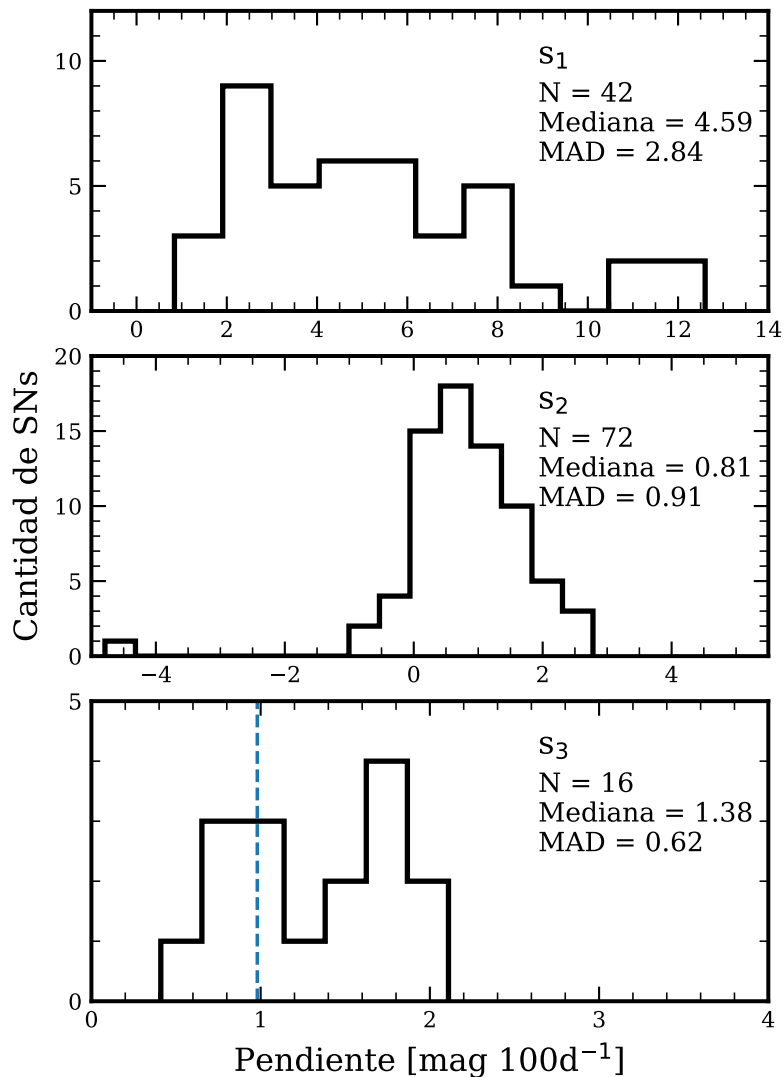 Cantidad de SNs
10
5
0
s₁
N = 42
Mediana = 4.59
MAD = 2.84
0 2 4 6 8 10 12 14
20
15
10
5
0
s₂
N = 72
Mediana = 0.81
MAD = 0.91
−4 −2 0 2 4
5
0
s₃
N = 16
Mediana = 1.38
MAD = 0.62
0 1 2 3 4
Pendiente [mag 100d⁻¹]